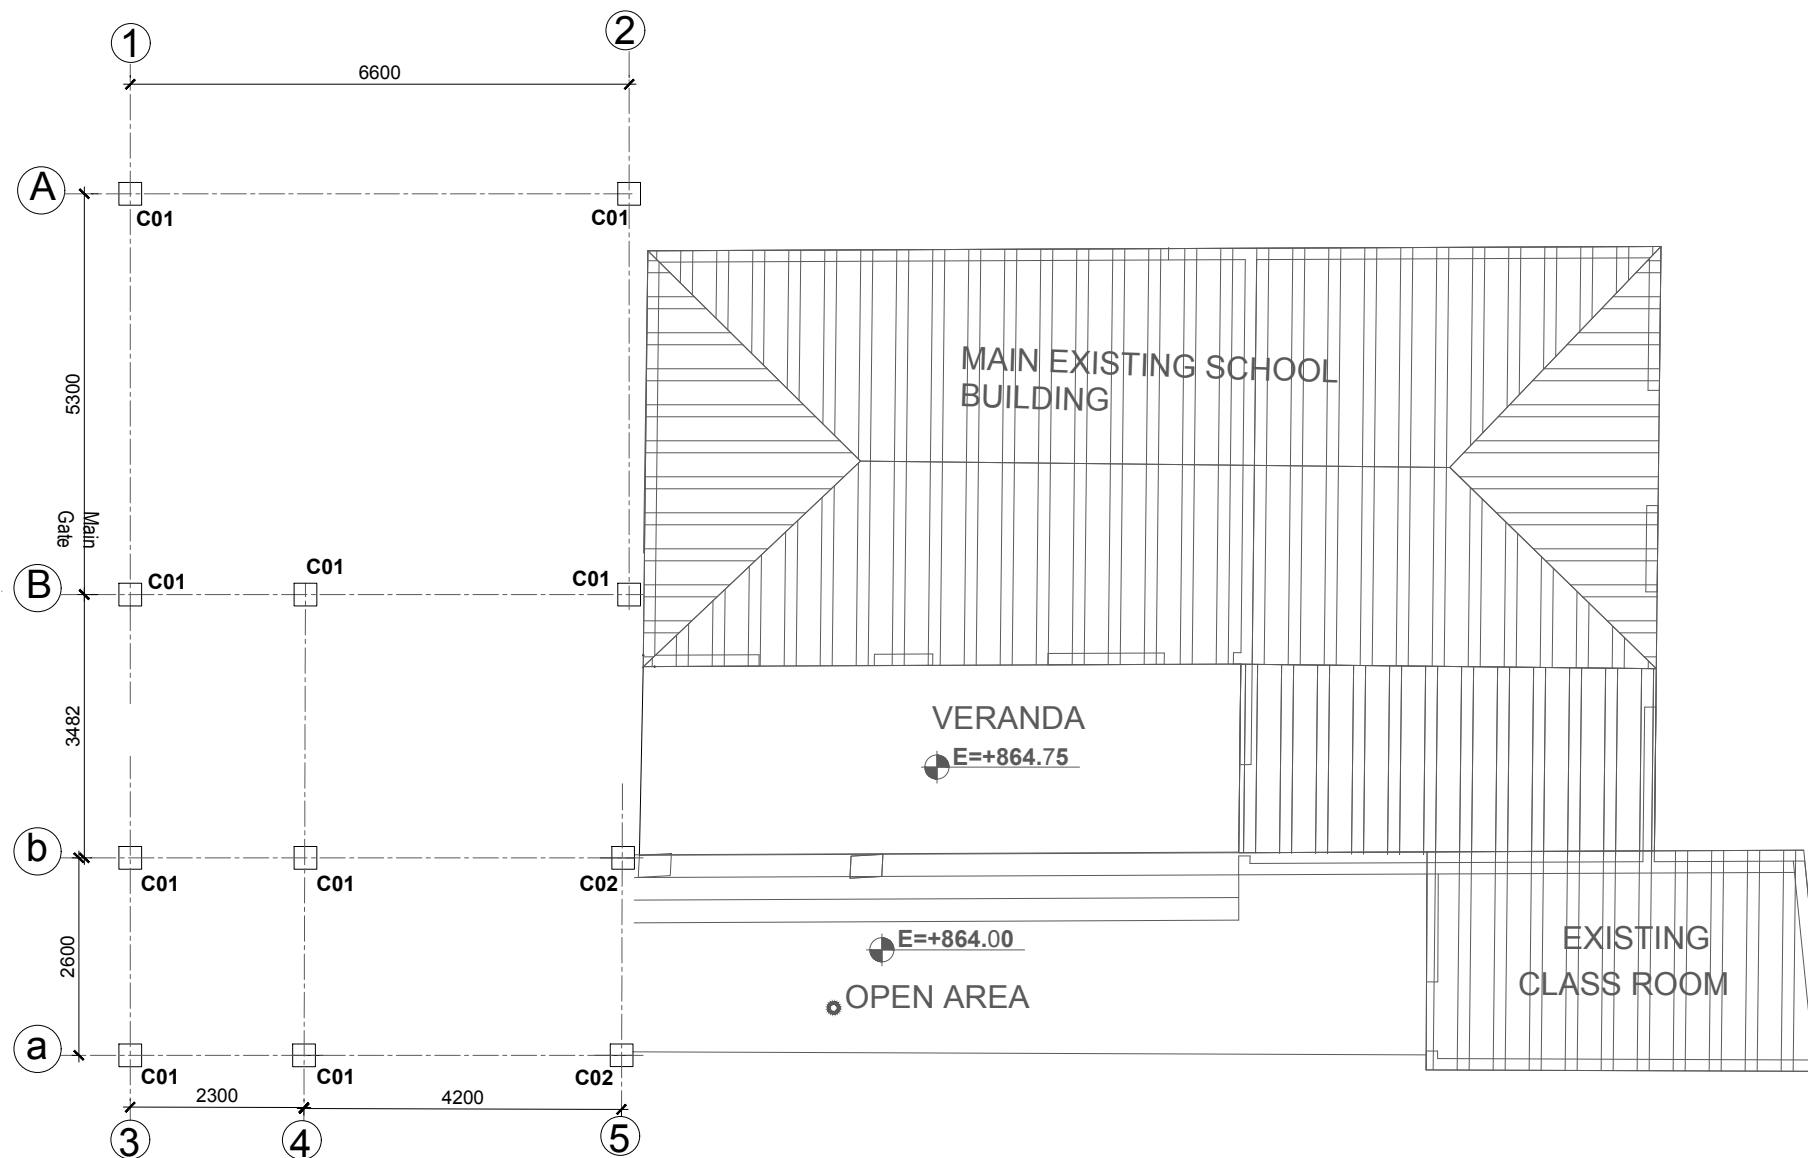 1
2
6600
A
C01
C01
MAIN EXISTING SCHOOL
BUILDING
5300
Main
Gate
B
C01
C01
C01
3482
VERANDA
E=+864.75
b
C01
C01
C02
2600
E=+864.00
OPEN AREA
EXISTING
CLASS ROOM
a
C01
C01
C02
2300
4200
3
4
5